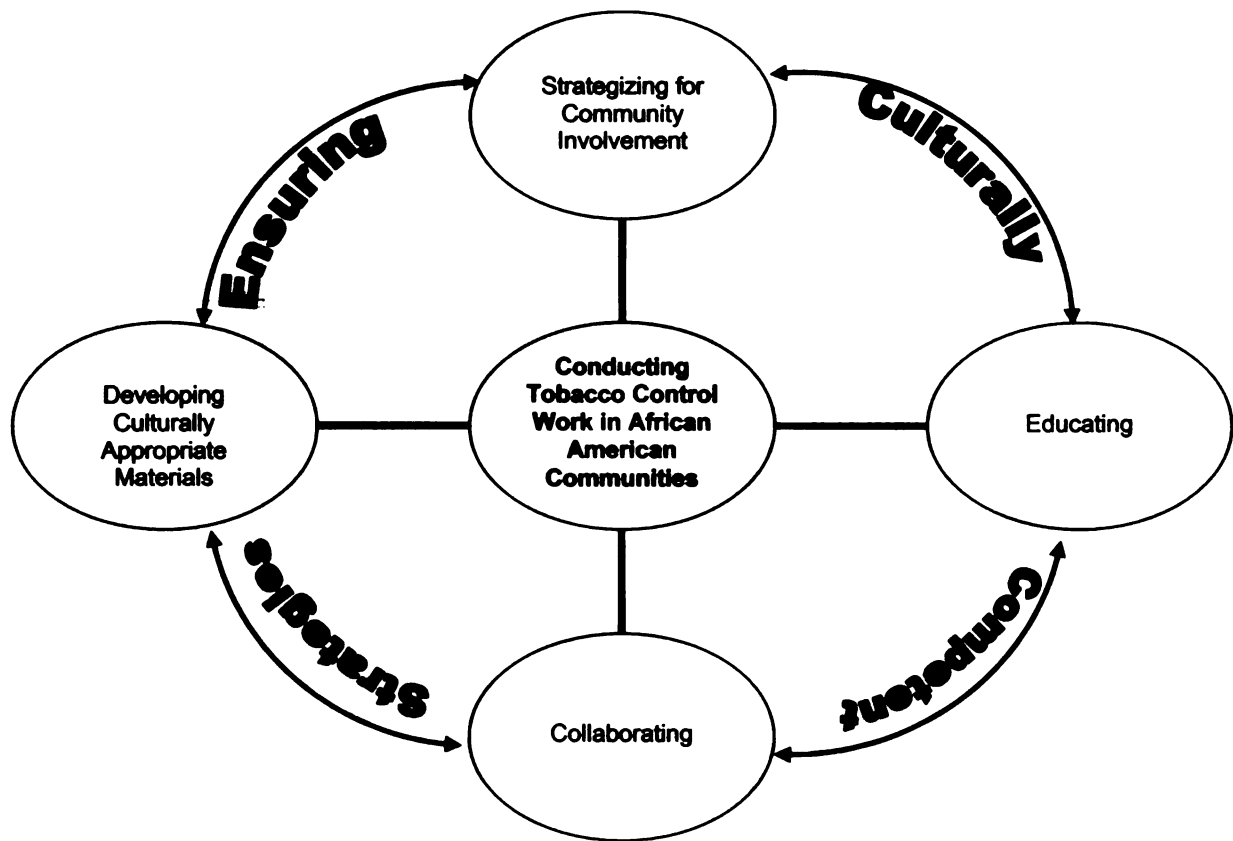 Strategizing for
Community
Involvement
Ensuring
Culturally
Developing
Culturally
Appropriate
Materials
Conducting
Tobacco Control
Work in African
American
Communities
Educating
Strategies
Competent
Collaborating